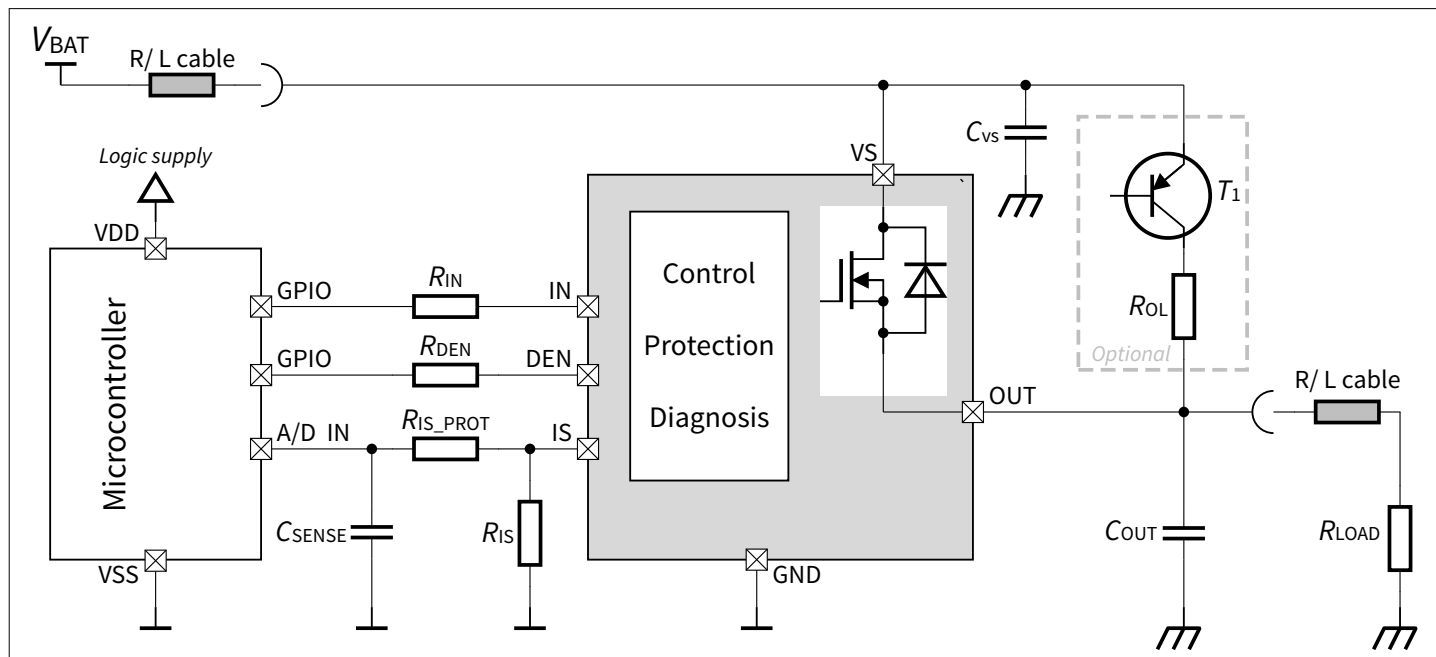 VBAT
R/ L cable
Logic supply
VDD
VS
Cvs
T1
Microcontroller
GPIO
RIN
IN
Control
Protection
Diagnosis
GPIO
RDEN
DEN
A/D IN
RIS_PROT
IS
ROL
Optional
OUT
R/ L cable
CSENSE
RIS
COUT
RLOAD
VSS
GND